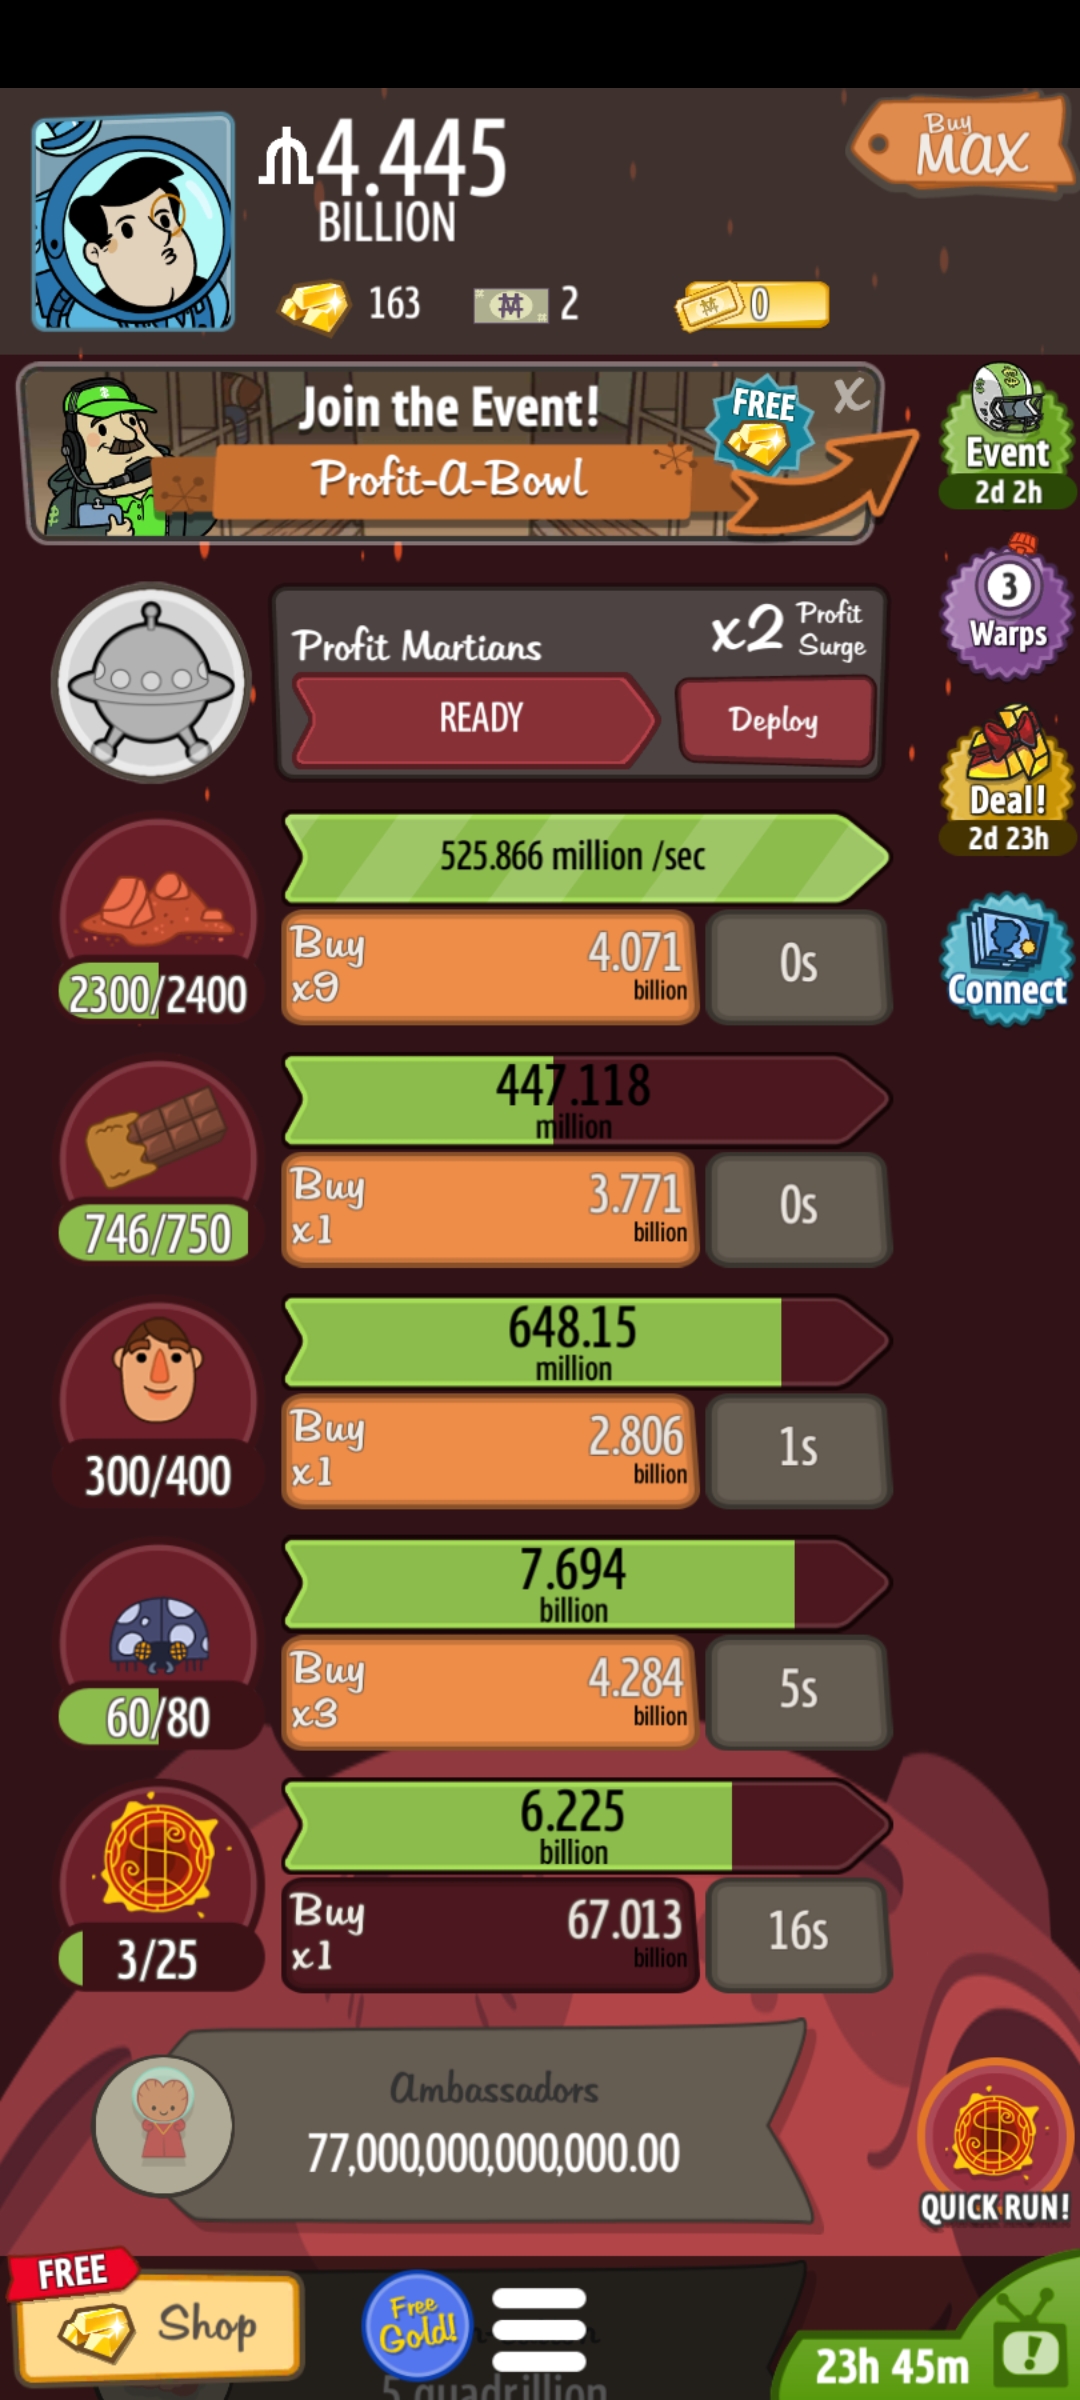 4.445
BILLION
Buy
MAX
163
2
0
Join the Event!
Profit-A-Bowl
FREE
X
Event
2d 2h
3
Warps
Profit Martians
x2 Profit Surge
READY
Deploy
Deal!
2d 23h
525.866 million /sec
Buy
x9
4.071
billion
0s
2300/2400
Connect
447.118
million
Buy
x1
3.771
billion
0s
746/750
648.15
million
Buy
x1
2.806
billion
1s
300/400
7.694
billion
Buy
x3
4.284
billion
5s
60/80
6.225
billion
Buy
x1
67.013
billion
16s
3/25
Ambassadors
77,000,000,000,000.00
QUICK RUN!
FREE
Shop
Free
Gold!
5 quadrillion
23h 45m